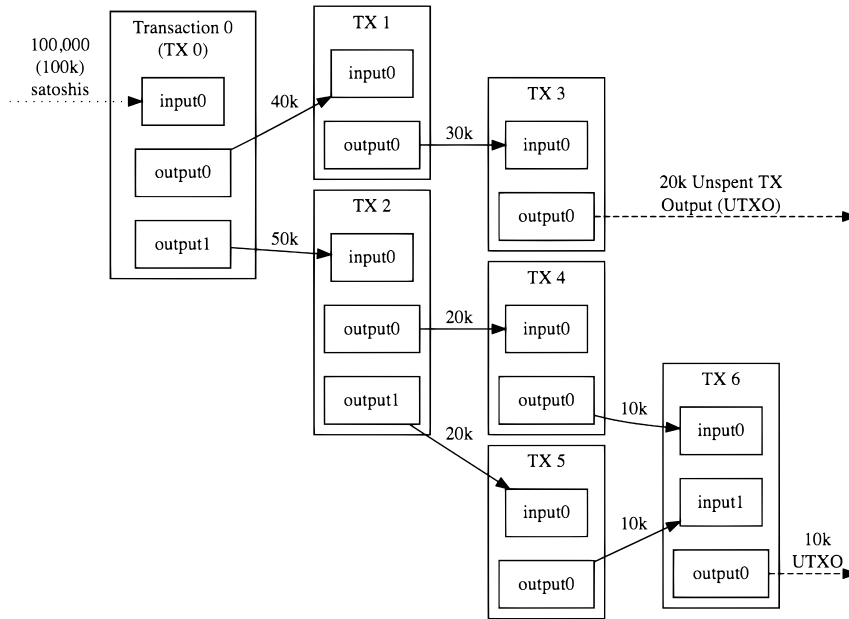 100,000
(100k)
satoshis
Transaction 0
(TX 0)
input0
output0
output1
40k
50k
TX 1
input0
output0
30k
TX 2
input0
output0
output1
20k
20k
TX 3
input0
output0
20k Unspent TX
Output (UTXO)
TX 4
input0
output0
10k
TX 5
input0
output0
10k
TX 6
input0
input1
output0
10k
UTXO